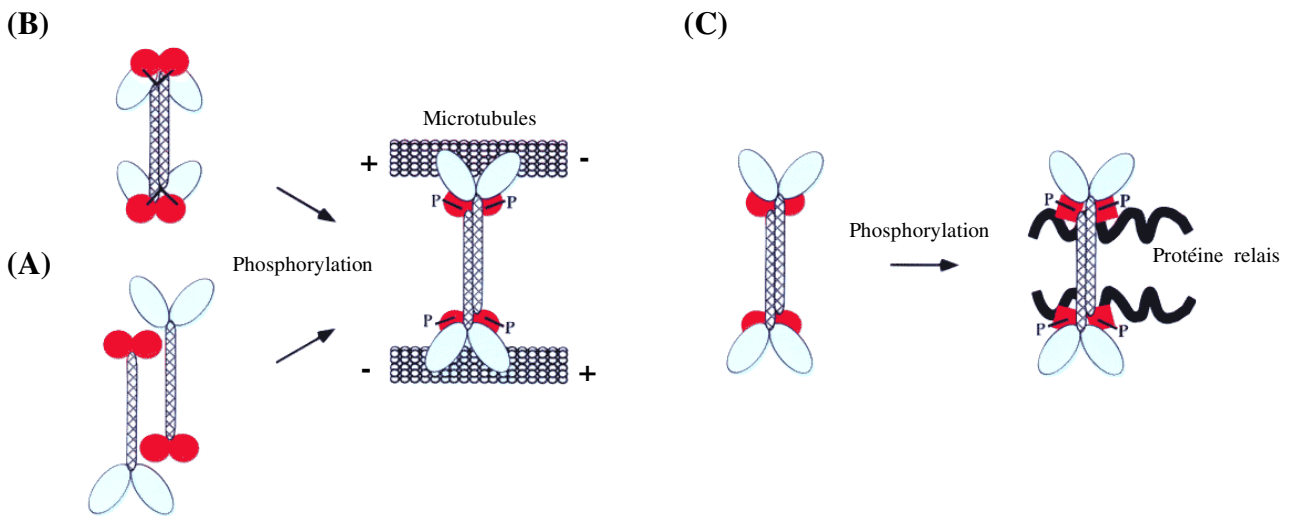 (B)
(C)
Microtubules
+
-
P
P
(A)
Phosphorylation
P
P
-
+
Phosphorylation
P
P
Protéine relais
P
P